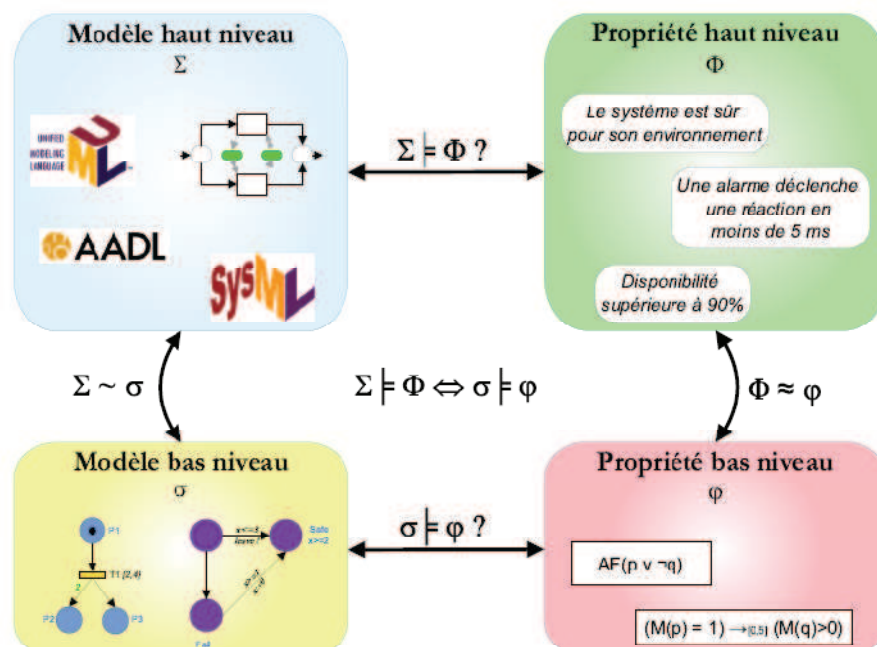 Modèle haut niveau
Σ
UNIFIED
MODELING
LANGUAGE
UML
AADL
SysML
Σ ⊨ Φ ?
Propriété haut niveau
Φ
Le système est sûr
pour son environnement
Une alarme déclenche
une réaction en
moins de 5 ms
Disponibilité
supérieure à 90%
Σ ~ σ
Σ ⊨ Φ ⇔ σ ⊨ φ
Φ ≈ φ
Modèle bas niveau
σ
P1
T1 [2,4]
2
P2
P3
Safe
x>=2
σ ⊨ φ ?
Propriété bas niveau
φ
AF(p ∨ ¬q)
(M(p) = 1) →[0,5] (M(q)>0)